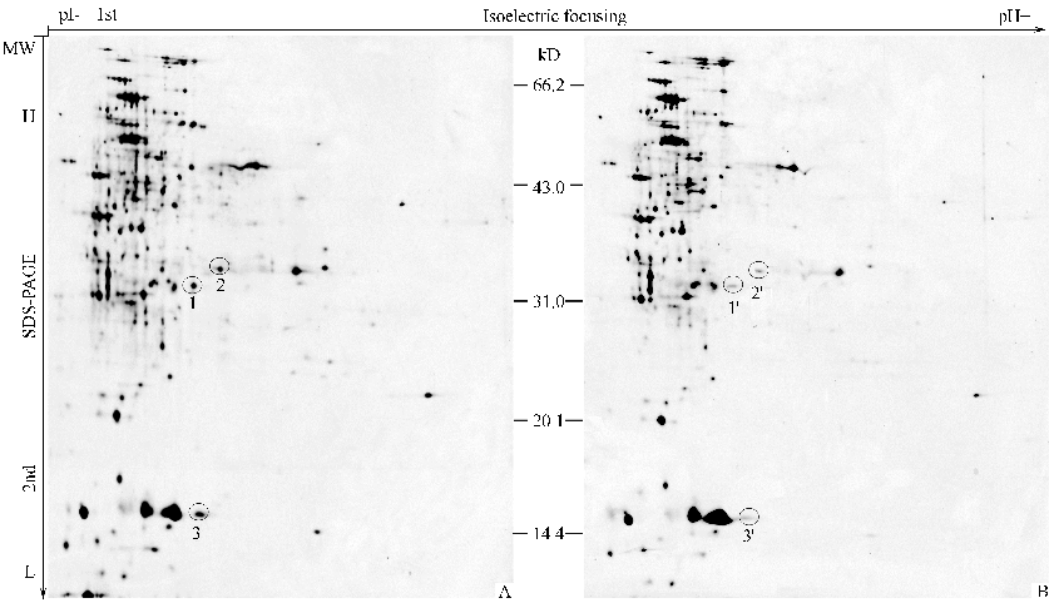 pI- 1st Isoelectric focusing pH–
MW kD
66.2
H
43.0
SDS-PAGE
2 2'
1 1'
31.0
20.1
2nd
3 3'
14.4
L
A B